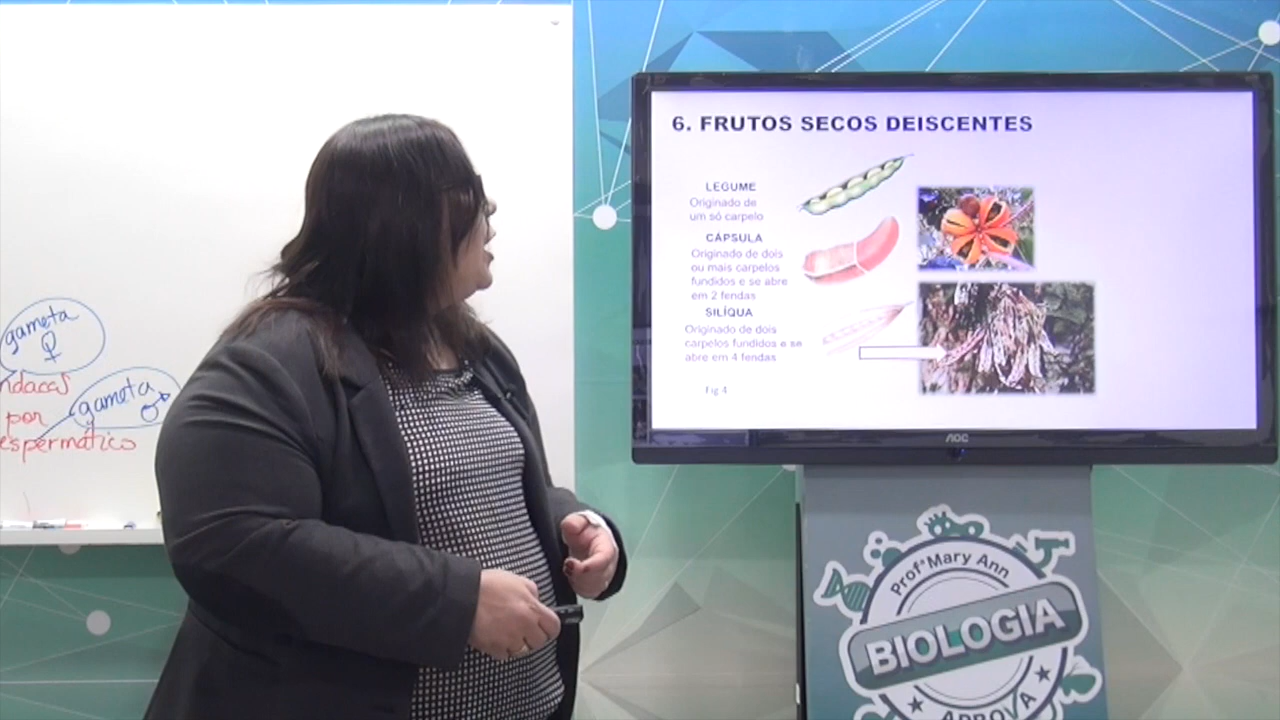 gameta
♀
ndaces
gameta
♂
por
espermático
6. FRUTOS SECOS DEISCENTES
LEGUME
Originado de
um só carpelo
CÁPSULA
Originado de dois
ou mais carpelos
fundidos e se abre
em 2 fendas
SILÍQUA
Originado de dois
carpelos fundidos e se
abre em 4 fendas
Fig 4
AOC
Profª Mary Ann
BIOLOGIA
APROVA